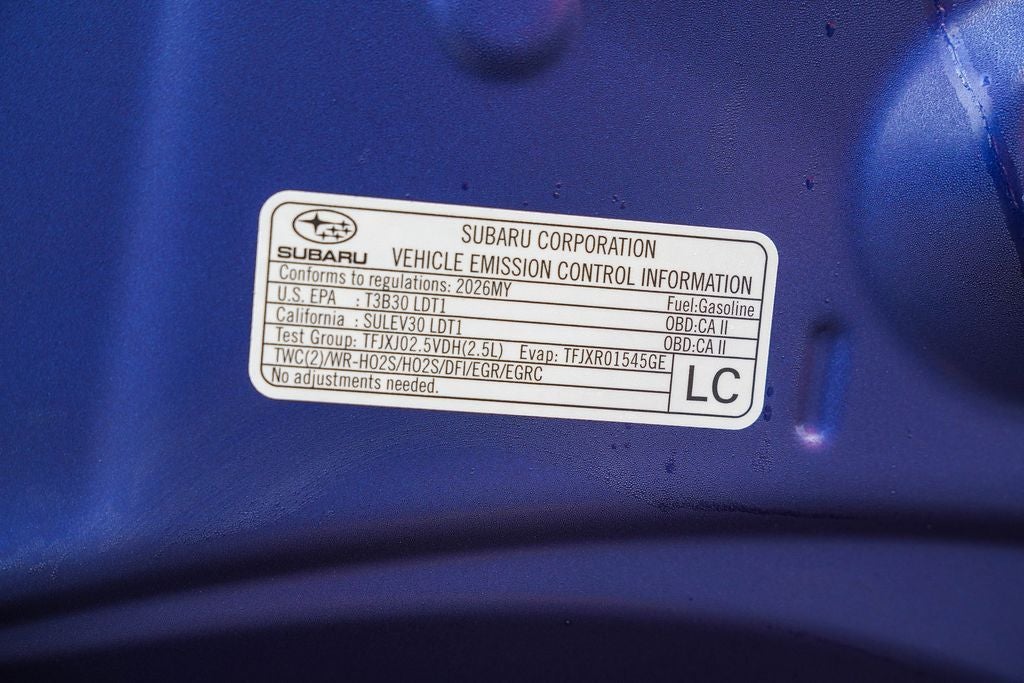 SUBARU
SUBARU CORPORATION
VEHICLE EMISSION CONTROL INFORMATION
Conforms to regulations: 2026MY Fuel:Gasoline
U.S. EPA : T3B30 LDT1 OBD:CA II
California : SULEV30 LDT1 OBD:CA II
Test Group: TFJXJ02.5VDH(2.5L) Evap: TFJXR01545GE
TWC(2)/WR-HO2S/HO2S/DFI/EGR/EGRC
No adjustments needed.
LC